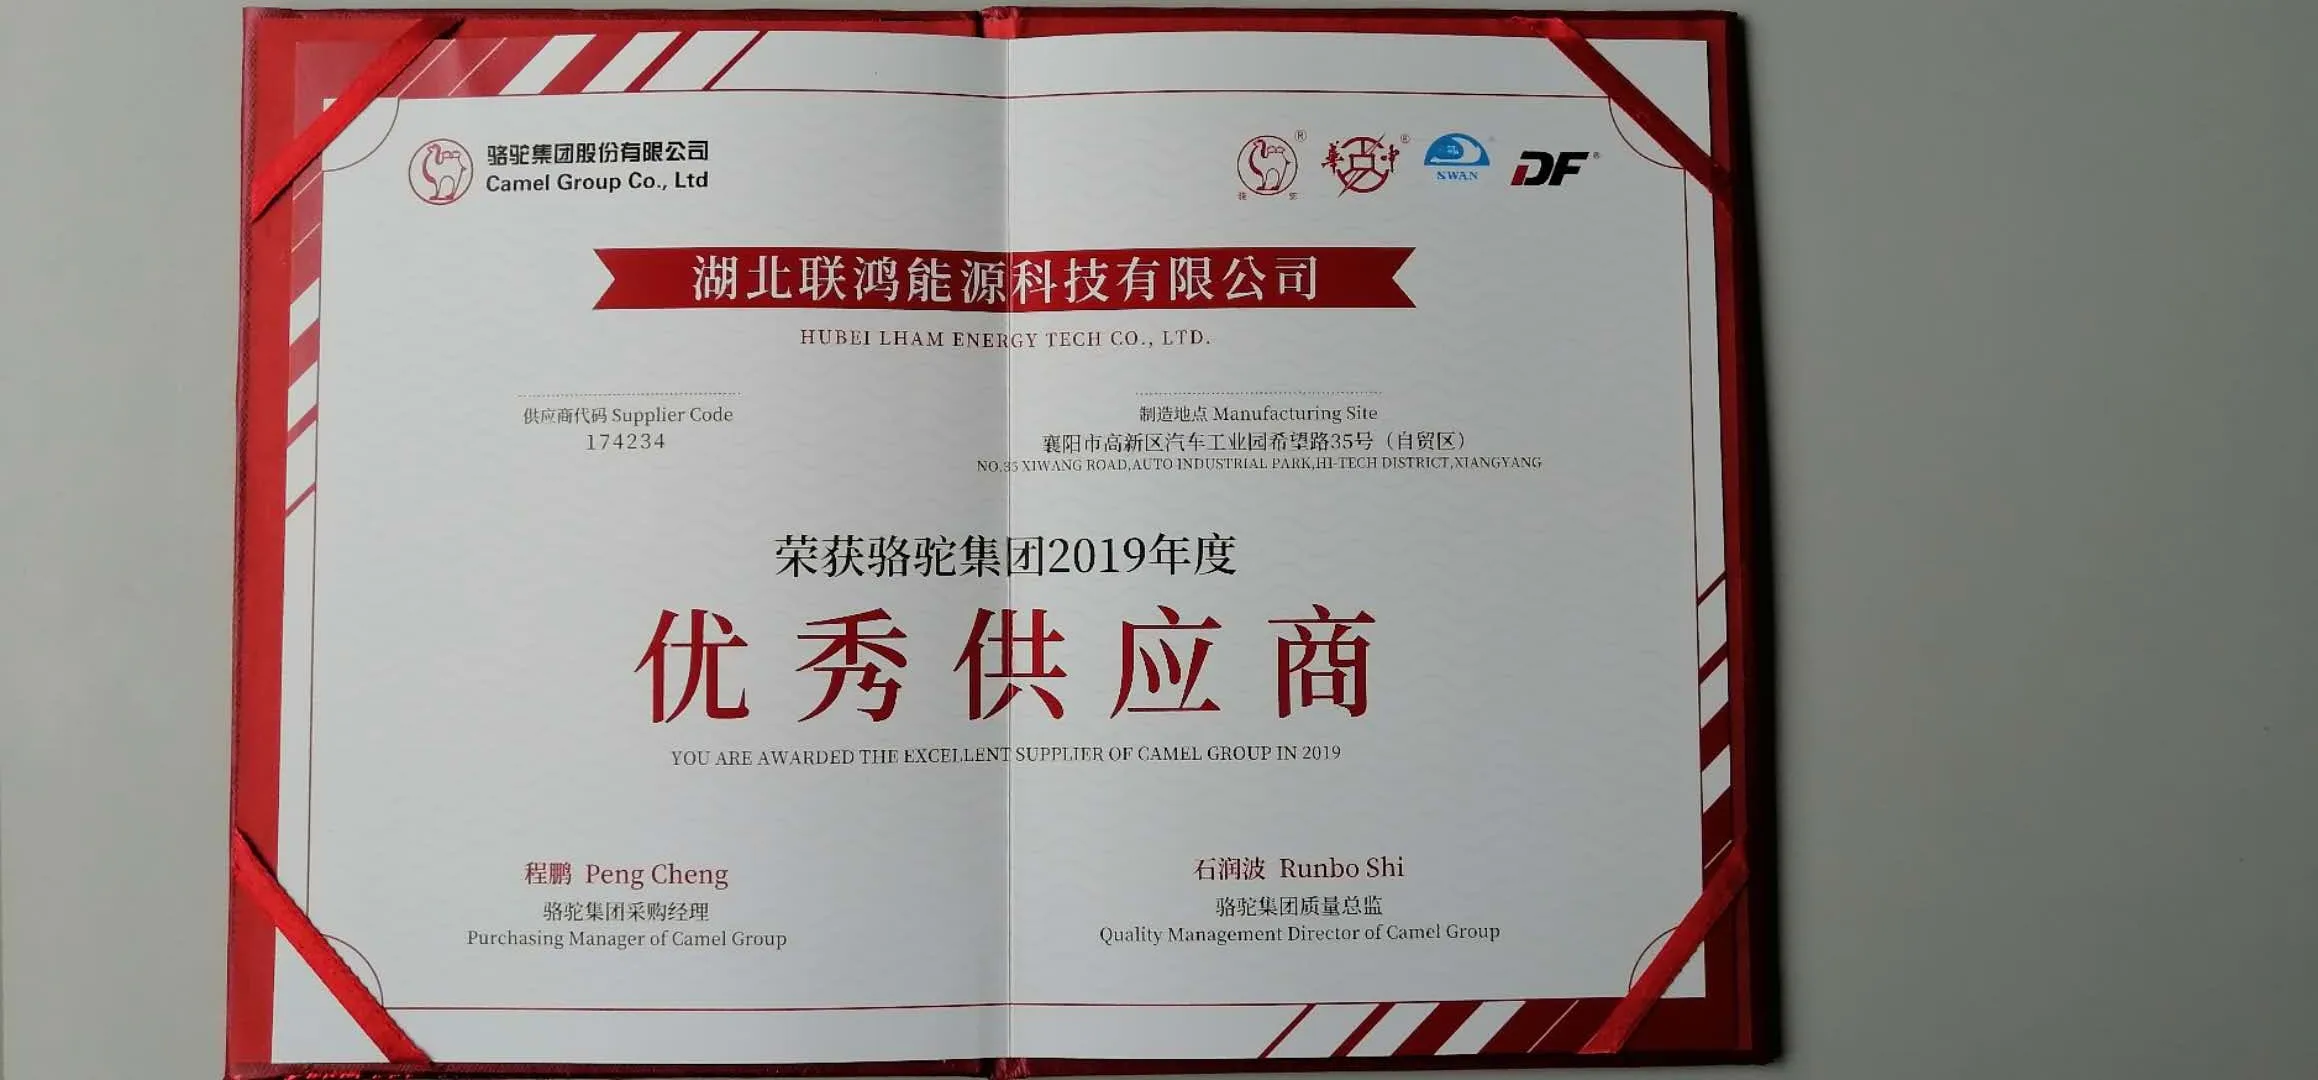 骆驼集团股份有限公司
Camel Group Co., Ltd
華中
SWAN
DF
湖北联鸿能源科技有限公司
HUBEI LHAM ENERGY TECH CO., LTD.
供应商代码 Supplier Code
174234
制造地点 Manufacturing Site
襄阳市高新区汽车工业园希望路35号（自贸区）
NO.35 XIWANG ROAD,AUTO INDUSTRIAL PARK,HI-TECH DISTRICT,XIANGYANG
荣获骆驼集团2019年度
优秀供应商
YOU ARE AWARDED THE EXCELLENT SUPPLIER OF CAMEL GROUP IN 2019
程鹏 Peng Cheng
骆驼集团采购经理
Purchasing Manager of Camel Group
石润波 Runbo Shi
骆驼集团质量总监
Quality Management Director of Camel Group